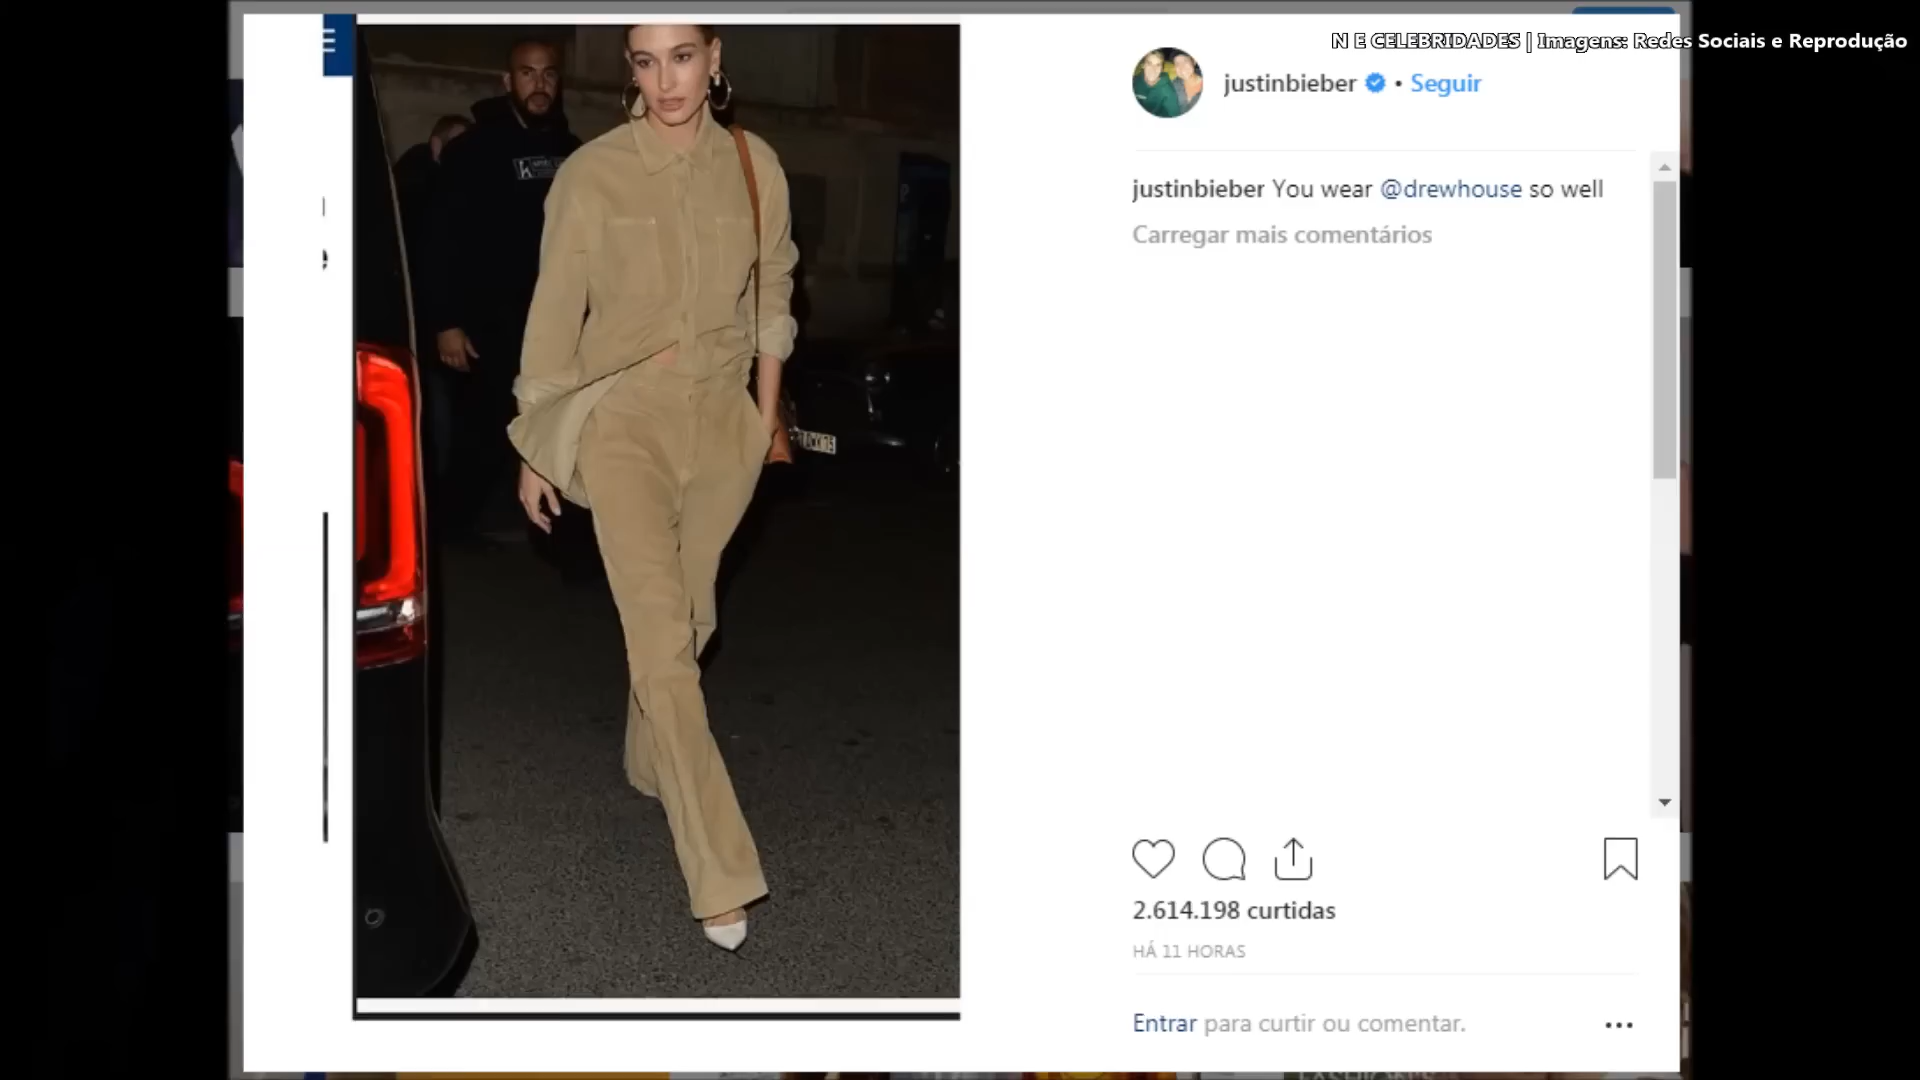 N E CELEBRIDADES | Imagens: Redes Sociais e Reprodução
justinbieber • Seguir
justinbieber You wear @drewhouse so well
Carregar mais comentários
2.614.198 curtidas
HÁ 11 HORAS
Entrar para curtir ou comentar.